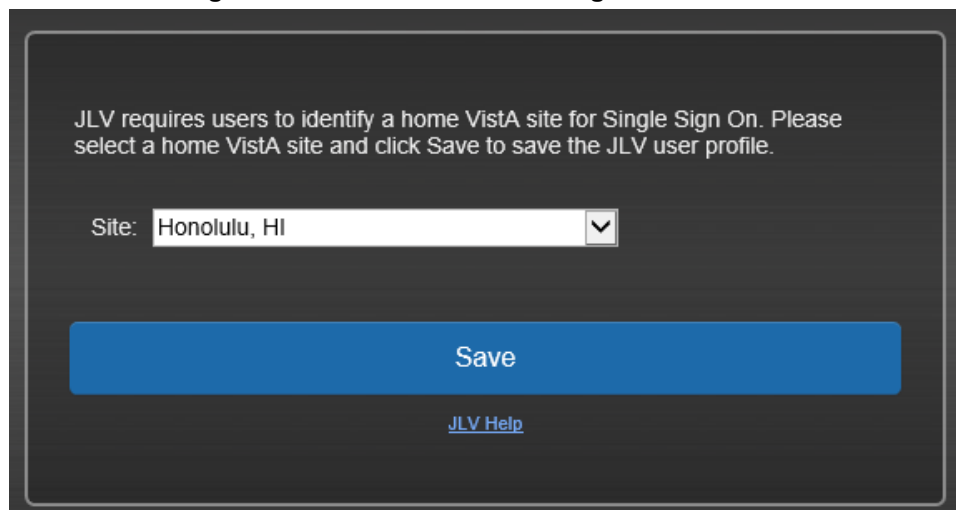 JLV requires users to identify a home VistA site for Single Sign On. Please
select a home VistA site and click Save to save the JLV user profile.
Site: Honolulu, HI
Save
JLV Help